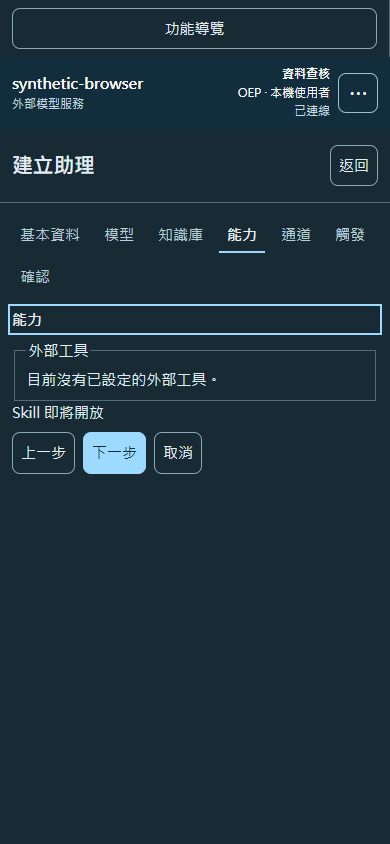 功能導覽
synthetic-browser
外部模型服務
資料查核
OEP · 本機使用者
已連線
···
建立助理
返回
基本資料 模型 知識庫 能力 通道 觸發
確認
能力
外部工具
目前沒有已設定的外部工具。
Skill 即將開放
上一步 下一步 取消